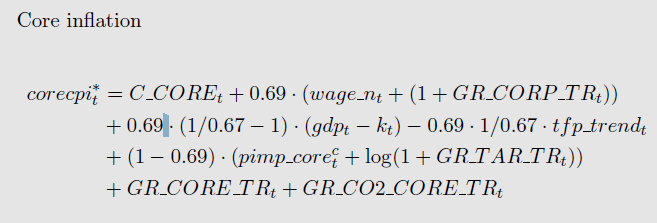 Core inflation
corecpi*_t = C_CORE_t + 0.69 · (wage_n_t + (1 + GR_CORP_TR_t))
+ 0.69 · (1/0.67 − 1) · (gdp_t − k_t) − 0.69 · 1/0.67 · tfp_trend_t
+ (1 − 0.69) · (pimp_core^c_t + log(1 + GR_TAR_TR_t))
+ GR_CORE_TR_t + GR_CO2_CORE_TR_t